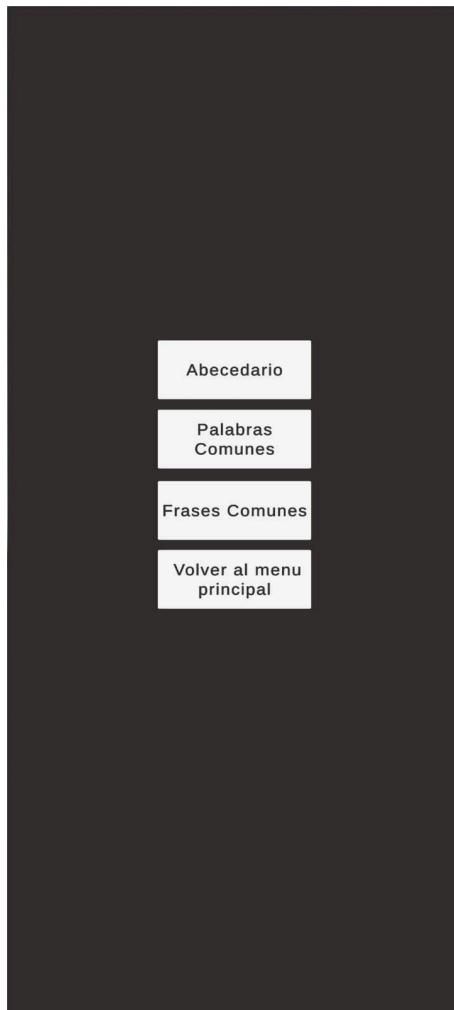 Abecedario
Palabras
Comunes
Frases Comunes
Volver al menu
principal